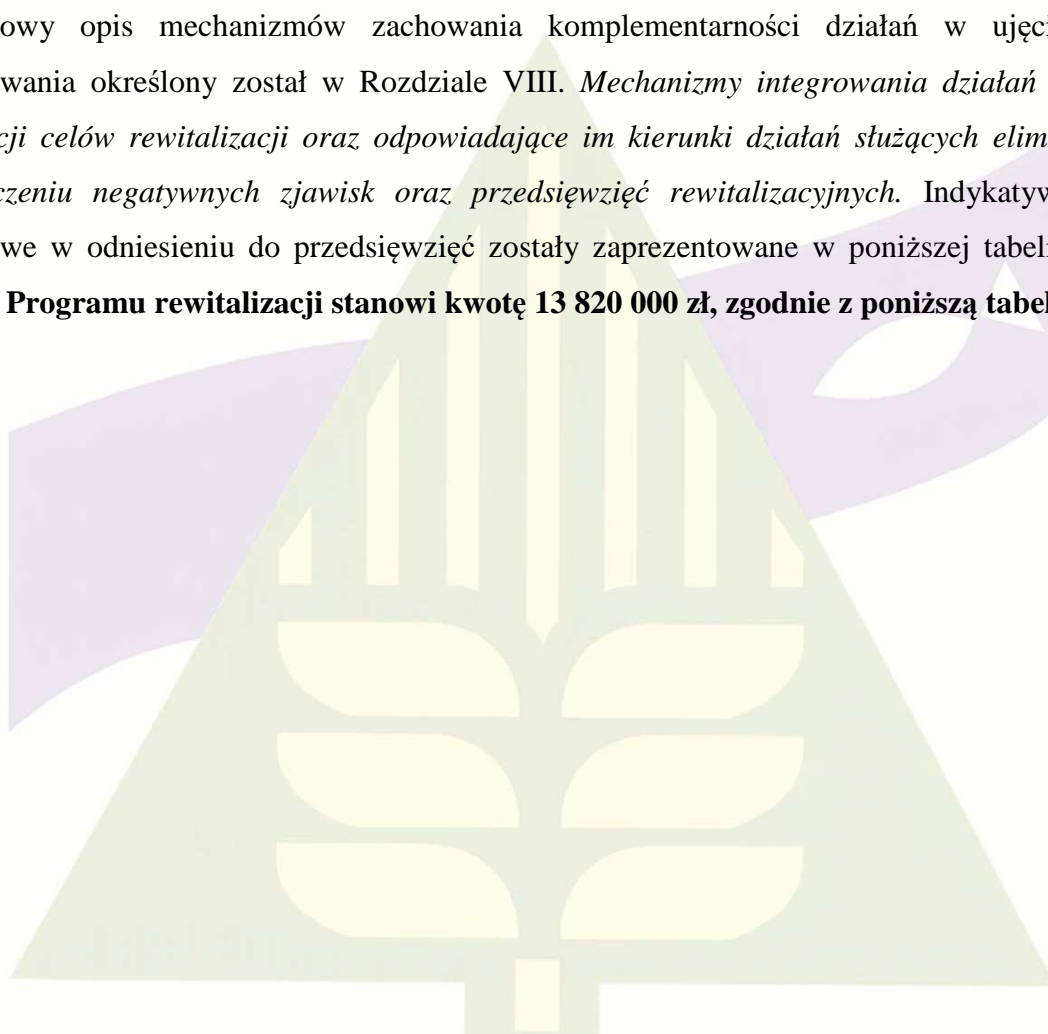 owy opis mechanizmów zachowania komplementarności działań w ujęci
wania określony został w Rozdziale VIII. Mechanizmy integrowania działań
cji celów rewitalizacji oraz odpowiadające im kierunki działań służących elim
czeniu negatywnych zjawisk oraz przedsięwzięć rewitalizacyjnych. Indykatyw
we w odniesieniu do przedsięwzięć zostały zaprezentowane w poniższej tabeli
Programu rewitalizacji stanowi kwotę 13 820 000 zł, zgodnie z poniższą tabel